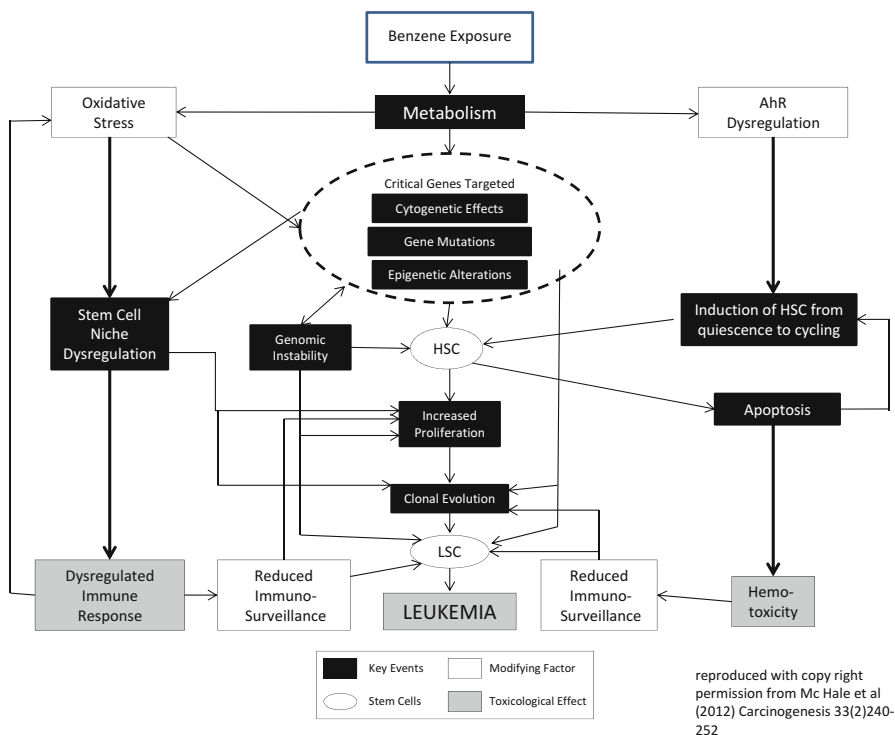 Benzene Exposure
Oxidative
Stress
Metabolism
AhR
Dysregulation
Critical Genes Targeted
Cytogenetic Effects
Gene Mutations
Epigenetic Alterations
Stem Cell
Niche
Dysregulation
Genomic
Instability
HSC
Induction of HSC from
quiescence to cycling
Increased
Proliferation
Apoptosis
Clonal Evolution
LSC
Dysregulated
Immune
Response
Reduced
Immuno-
Surveillance
LEUKEMIA
Reduced
Immuno-
Surveillance
Hemo-
toxicity
Key Events
Modifying Factor
Stem Cells
Toxicological Effect
reproduced with copy right
permission from Mc Hale et al
(2012) Carcinogenesis 33(2)240-
252